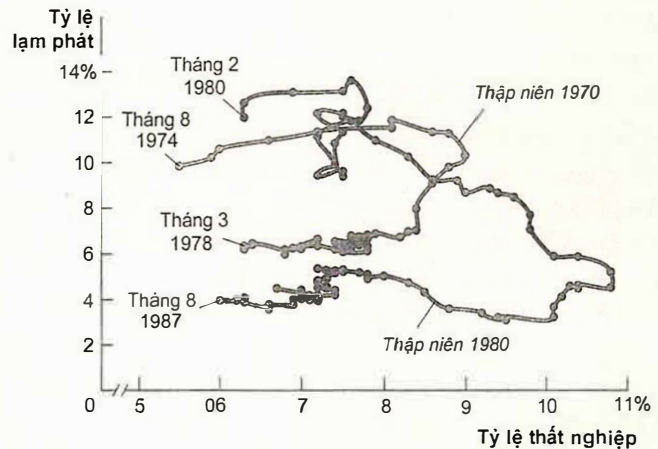 Tỷ lệ
lạm phát
14%
12
10
8
6
4
2
0
Tháng 2
1980
Tháng 8
1974
Tháng 3
1978
Tháng 8
1987
Thập niên 1970
Thập niên 1980
5
06
7
8
9
10
11%
Tỷ lệ thất nghiệp